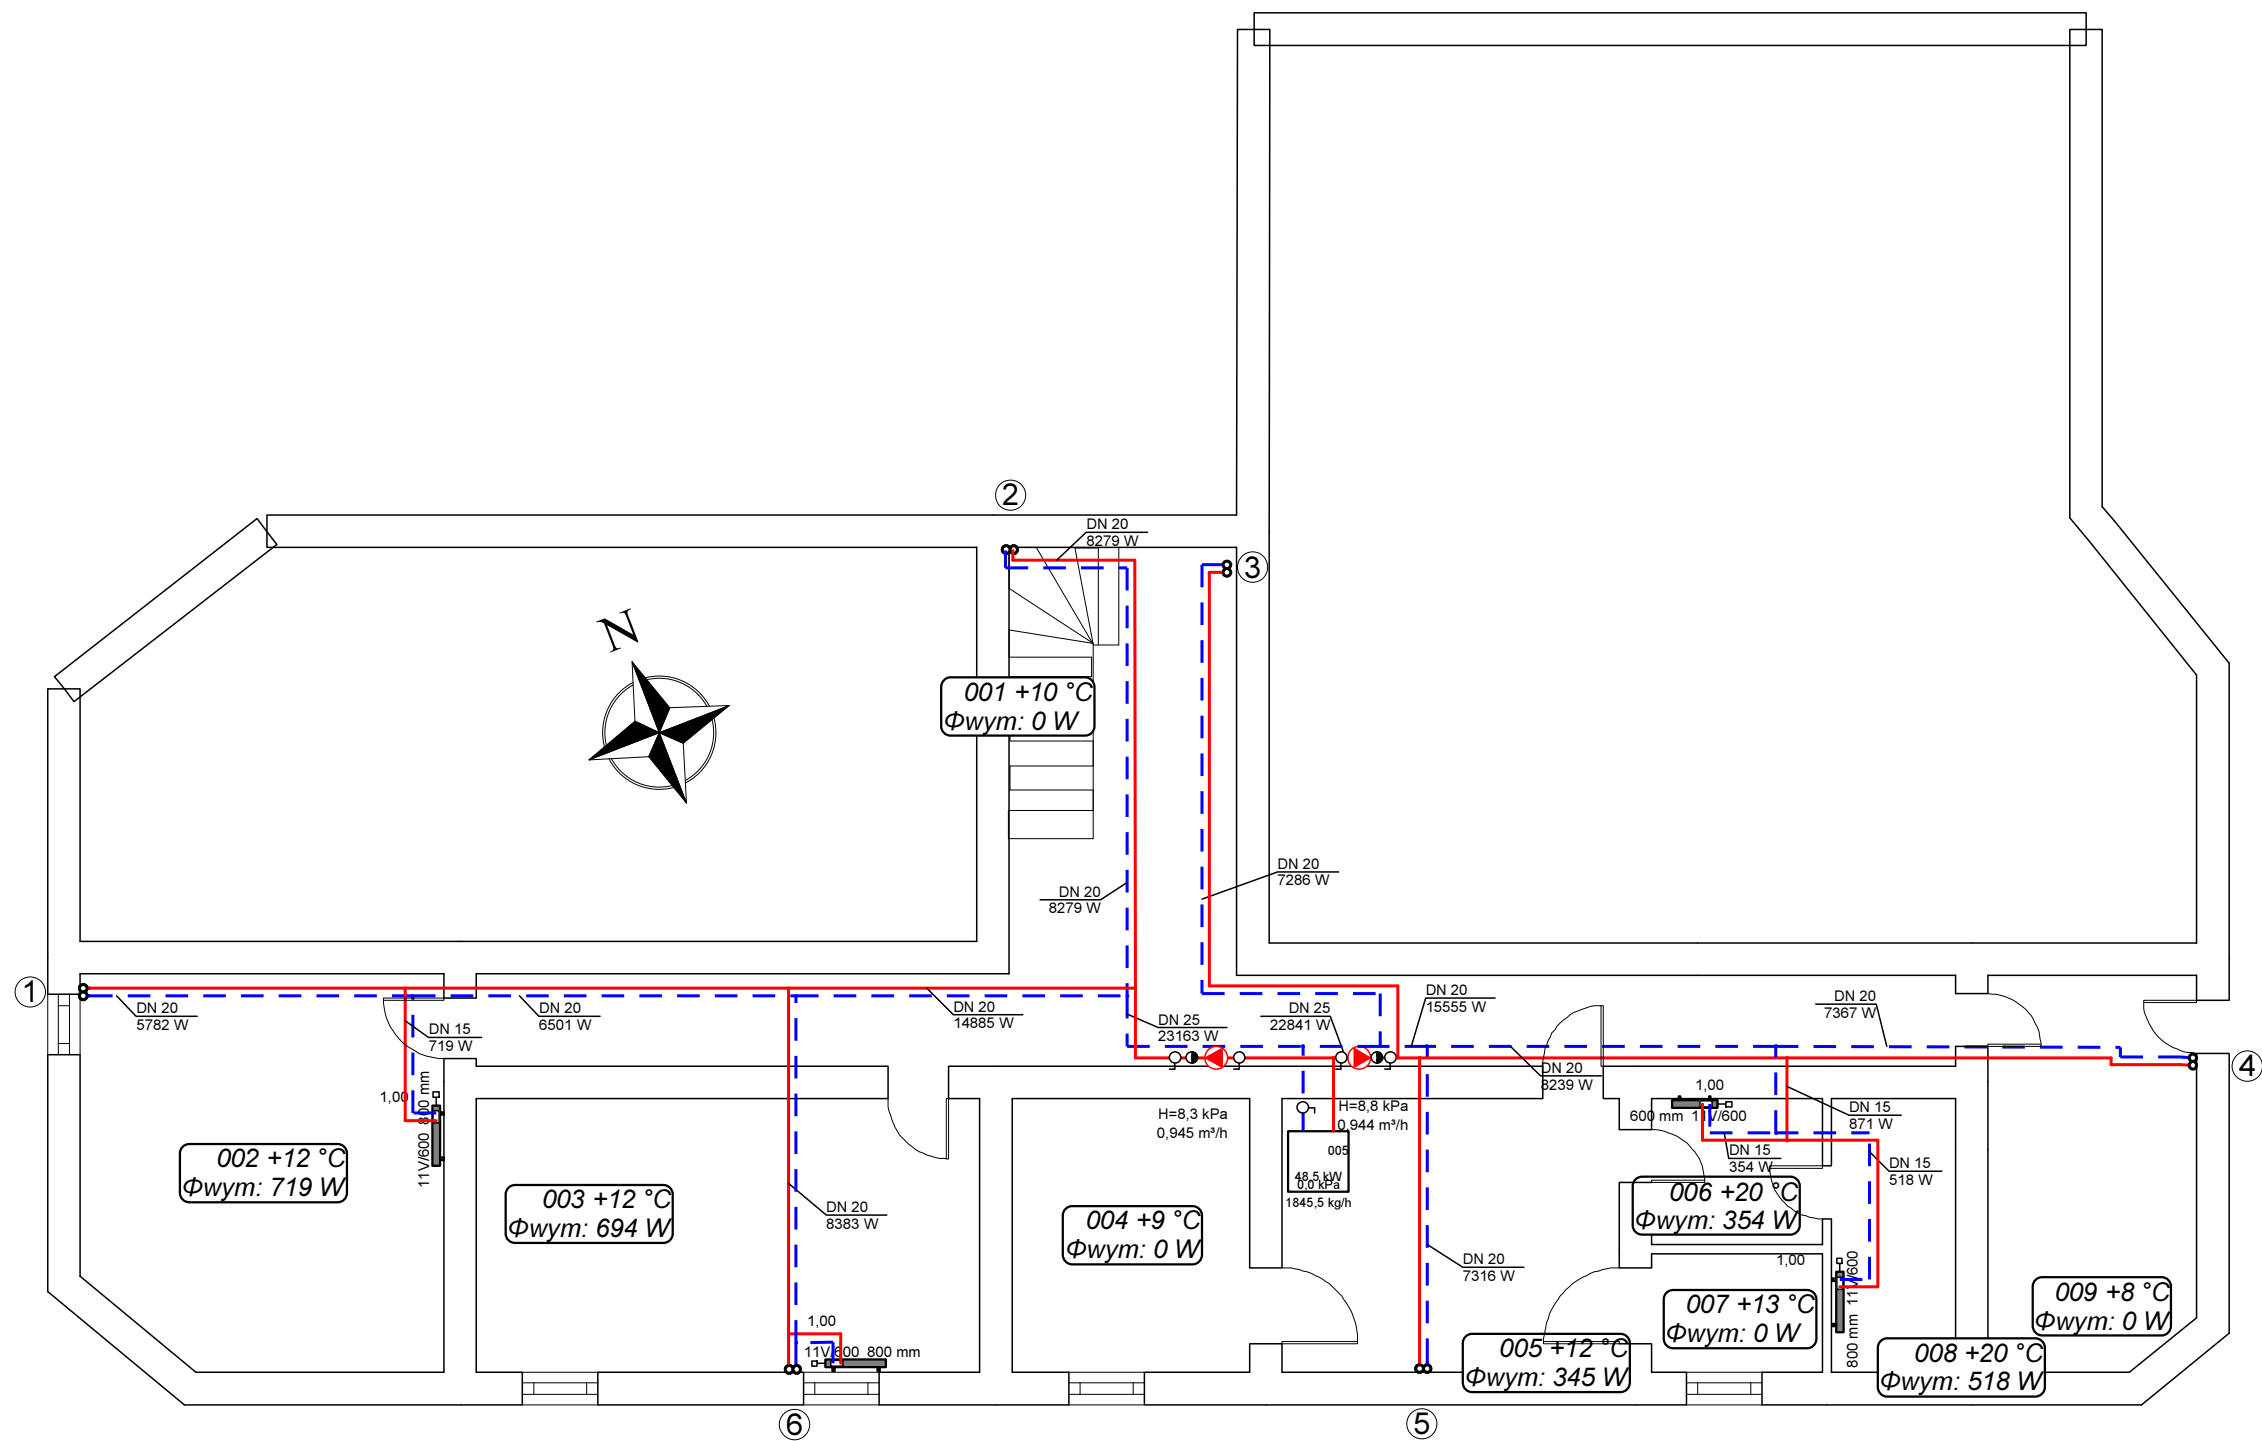 2
DN 20
8279 W
3
N
001 +10 °C
Φwym: 0 W
DN 20
7286 W
DN 20
8279 W
1
DN 20
5782 W
DN 15
719 W
DN 20
6501 W
DN 20
14885 W
DN 25
23163 W
DN 25
22841 W
DN 20
15555 W
DN 20
7367 W
DN 20
8239 W
4
1,00
11V/600 800 mm
H=8,3 kPa
0,945 m³/h
H=8,8 kPa
0,944 m³/h
005
48,5 kW
0,0 kPa
1845,5 kg/h
1,00
600 mm 11V/600
DN 15
871 W
DN 15
354 W
DN 15
518 W
002 +12 °C
Φwym: 719 W
003 +12 °C
Φwym: 694 W
DN 20
8383 W
004 +9 °C
Φwym: 0 W
006 +20 °C
Φwym: 354 W
DN 20
7316 W
1,00
800 mm 11V/600
007 +13 °C
Φwym: 0 W
009 +8 °C
Φwym: 0 W
1,00
11V/600 800 mm
005 +12 °C
Φwym: 345 W
008 +20 °C
Φwym: 518 W
6
5